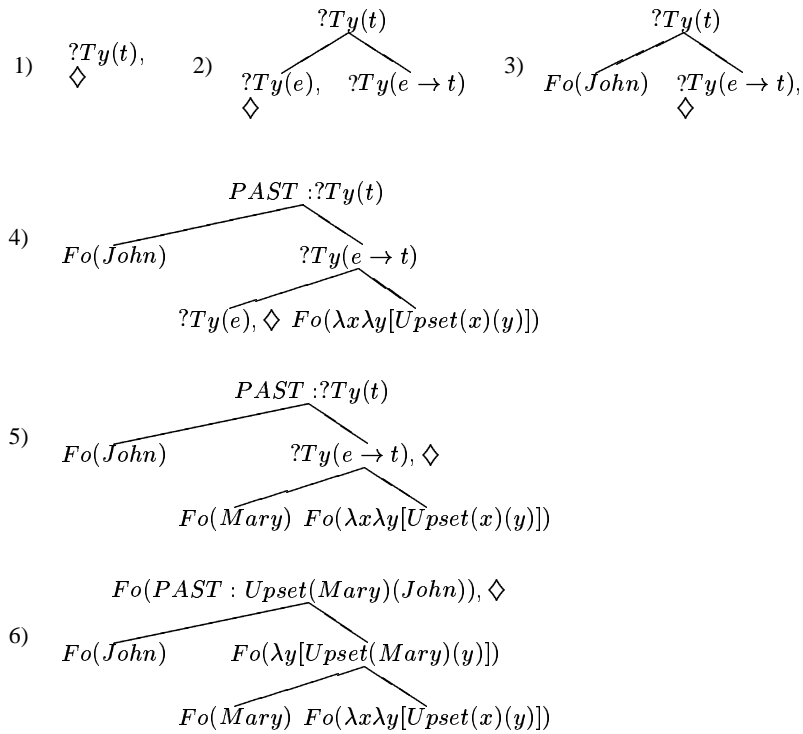 1) ?Ty(t),
◇
2) ?Ty(t)
?Ty(e), ?Ty(e → t)
◇
3) ?Ty(t)
Fo(John) ?Ty(e → t),
◇
4) PAST :?Ty(t)
Fo(John) ?Ty(e → t)
?Ty(e), ◇ Fo(λxλy[Upset(x)(y)])
5) PAST :?Ty(t)
Fo(John) ?Ty(e → t), ◇
Fo(Mary) Fo(λxλy[Upset(x)(y)])
6) Fo(PAST : Upset(Mary)(John)), ◇
Fo(John) Fo(λy[Upset(Mary)(y)])
Fo(Mary) Fo(λxλy[Upset(x)(y)])